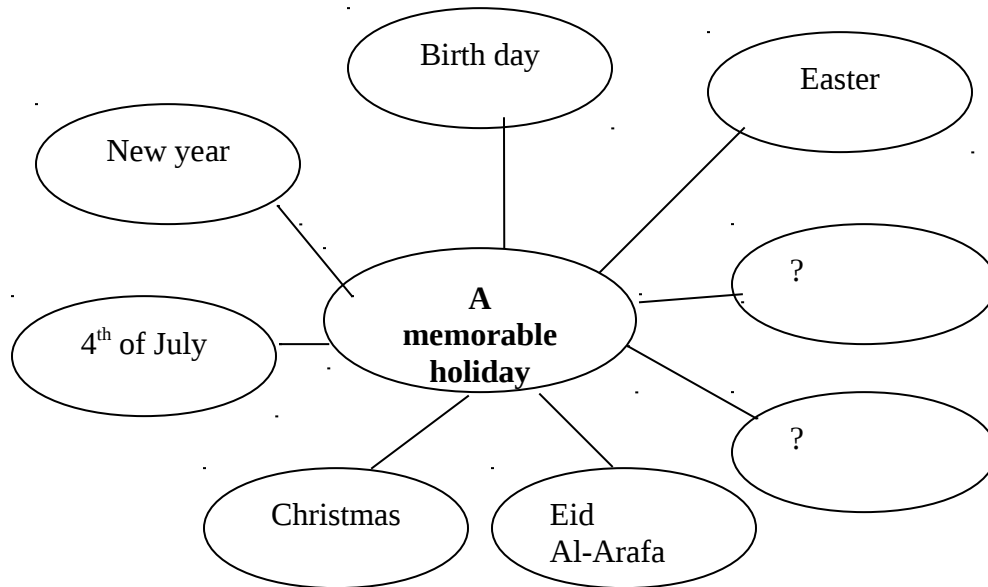 Birth day
Easter
New year
?
A
memorable
holiday
4th of July
?
Christmas
Eid
Al-Arafa